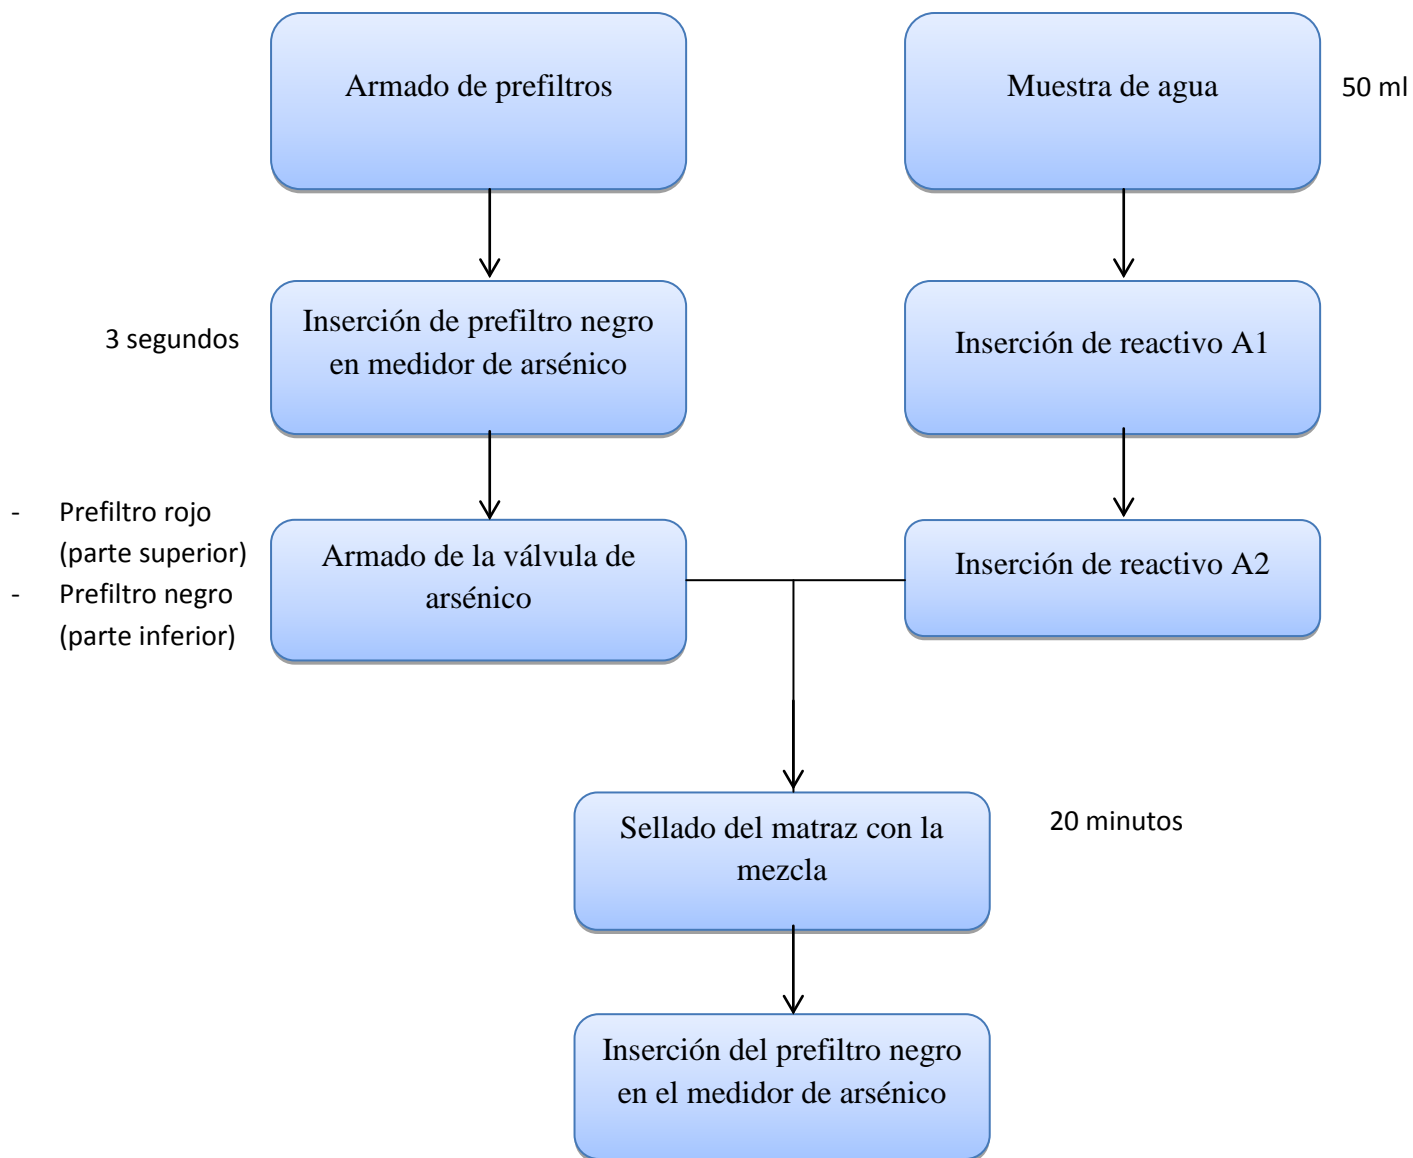 Armado de prefiltros
Muestra de agua
50 ml
3 segundos
Inserción de prefiltro negro
en medidor de arsénico
Inserción de reactivo A1
- Prefiltro rojo
(parte superior)
- Prefiltro negro
(parte inferior)
Armado de la válvula de
arsénico
Inserción de reactivo A2
Sellado del matraz con la
mezcla
20 minutos
Inserción del prefiltro negro
en el medidor de arsénico